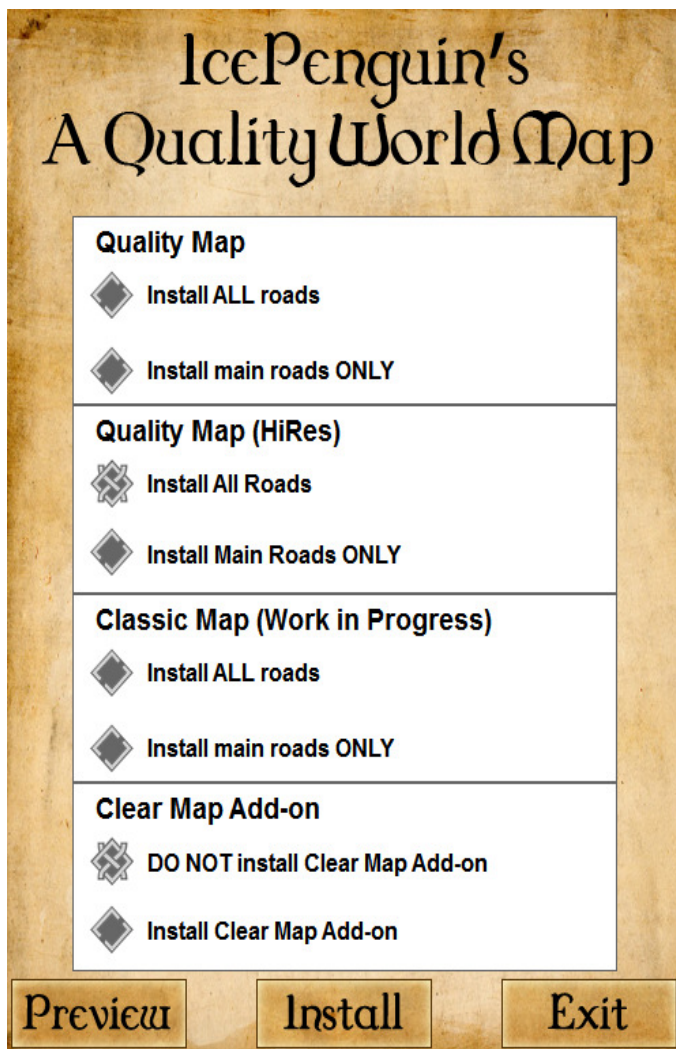 IcePenguin's
A Quality World Map
Quality Map
Install ALL roads
Install main roads ONLY
Quality Map (HiRes)
Install All Roads
Install Main Roads ONLY
Classic Map (Work in Progress)
Install ALL roads
Install main roads ONLY
Clear Map Add-on
DO NOT install Clear Map Add-on
Install Clear Map Add-on
Preview Install Exit